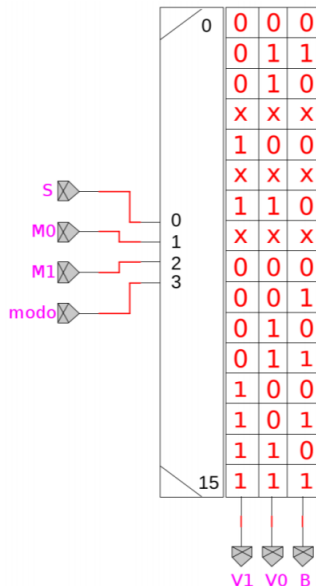 0 0 0 0
0 1 1
0 1 0
x x x
1 0 0
x x x
S 1 1 0
0
M0 1 x x x
M1 2 0 0 0
modo 3 0 0 1
0 1 0
0 1 1
1 0 0
1 0 1
1 1 0
15 1 1 1
V1 V0 B